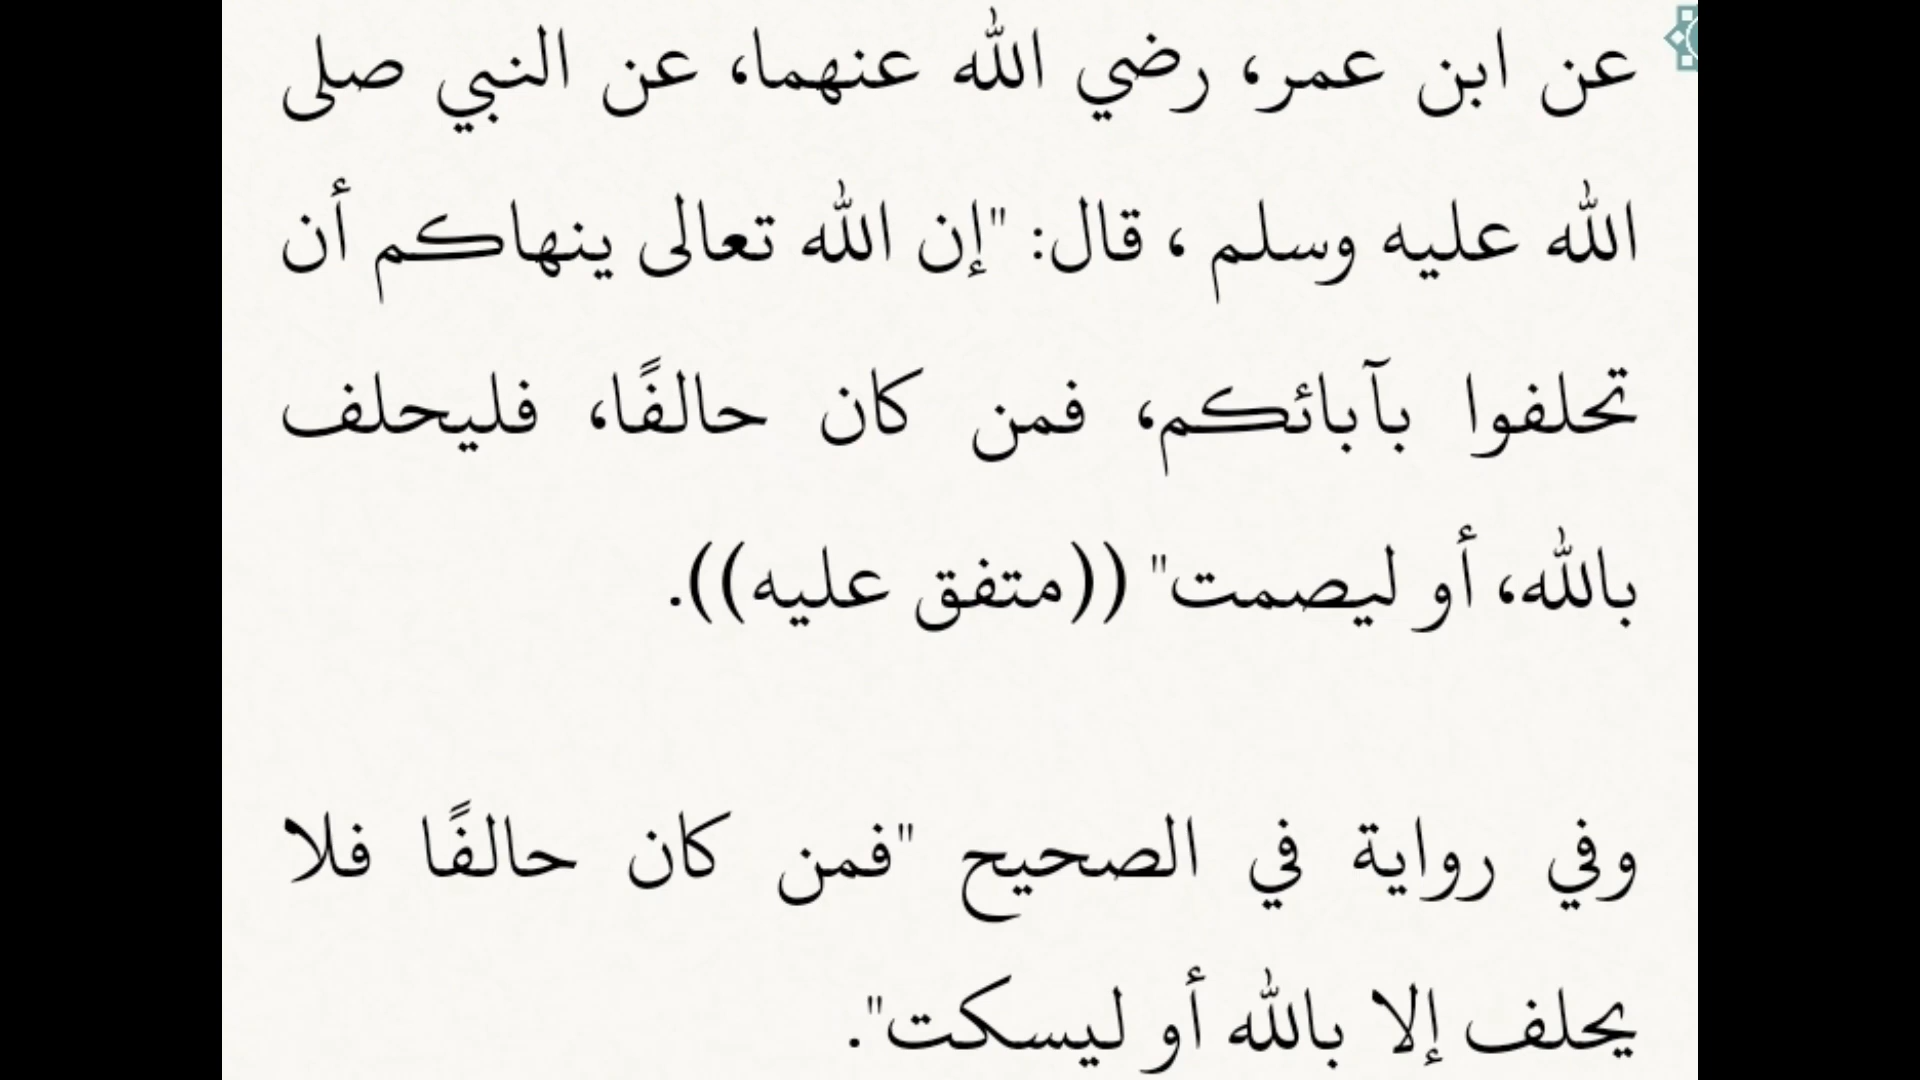 عن ابن عمر، رضي الله عنهما، عن النبي صلى
الله عليه وسلم ، قال: "إن الله تعالى ينهاكم أن
تحلفوا بآبائكم، فمن كان حالفًا، فليحلف
بالله، أو ليصمت" ((متفق عليه)).
وفي رواية في الصحيح "فمن كان حالفًا فلا
يحلف إلا بالله أو ليسكت".